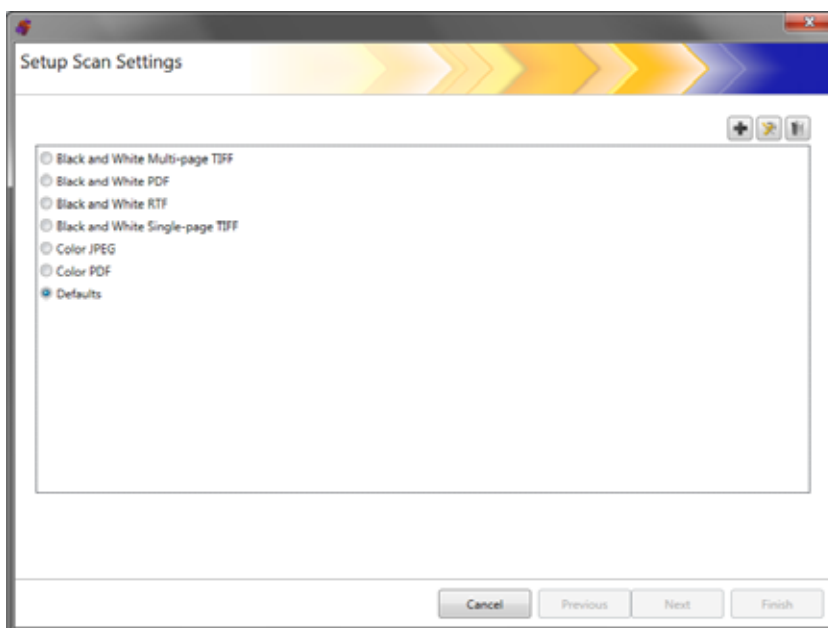 Setup Scan Settings
Black and White Multi-page TIFF
Black and White PDF
Black and White RTF
Black and White Single-page TIFF
Color JPEG
Color PDF
Defaults
Cancel Previous Next Finish